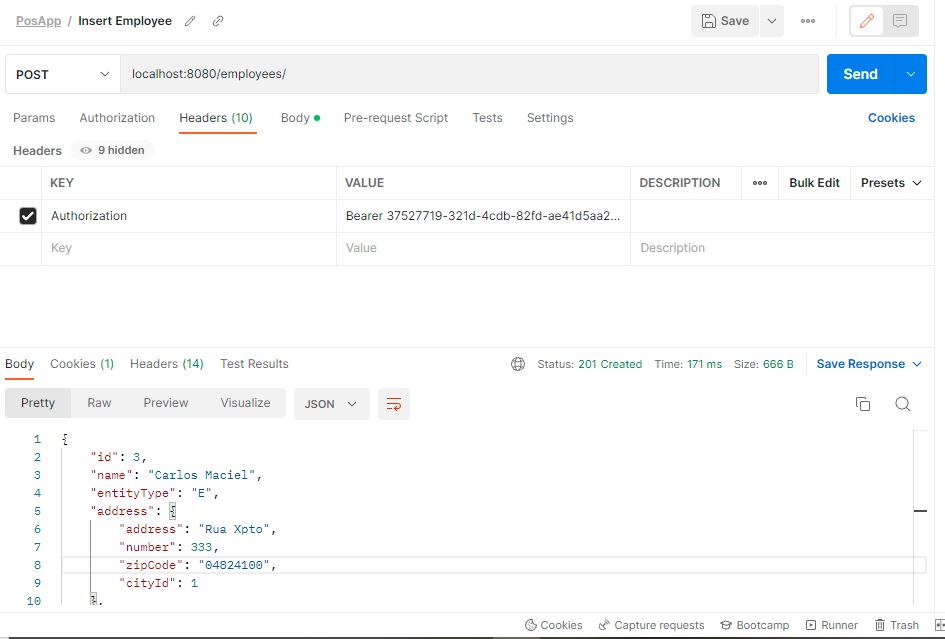 PosApp / Insert Employee
Save
POST
localhost:8080/employees/
Send
Params Authorization Headers (10) Body Pre-request Script Tests Settings Cookies
Headers 9 hidden
KEY VALUE DESCRIPTION Bulk Edit Presets
Authorization Bearer 37527719-321d-4cdb-82fd-ae41d5aa2...
Key Value Description
Body Cookies (1) Headers (14) Test Results Status: 201 Created Time: 171 ms Size: 666 B Save Response
Pretty Raw Preview Visualize JSON
1 {
2 "id": 3,
3 "name": "Carlos Maciel",
4 "entityType": "E",
5 "address": {
6 "address": "Rua Xpto",
7 "number": 333,
8 "zipCode": "04824100",
9 "cityId": 1
10 },
Cookies Capture requests Bootcamp Runner Trash